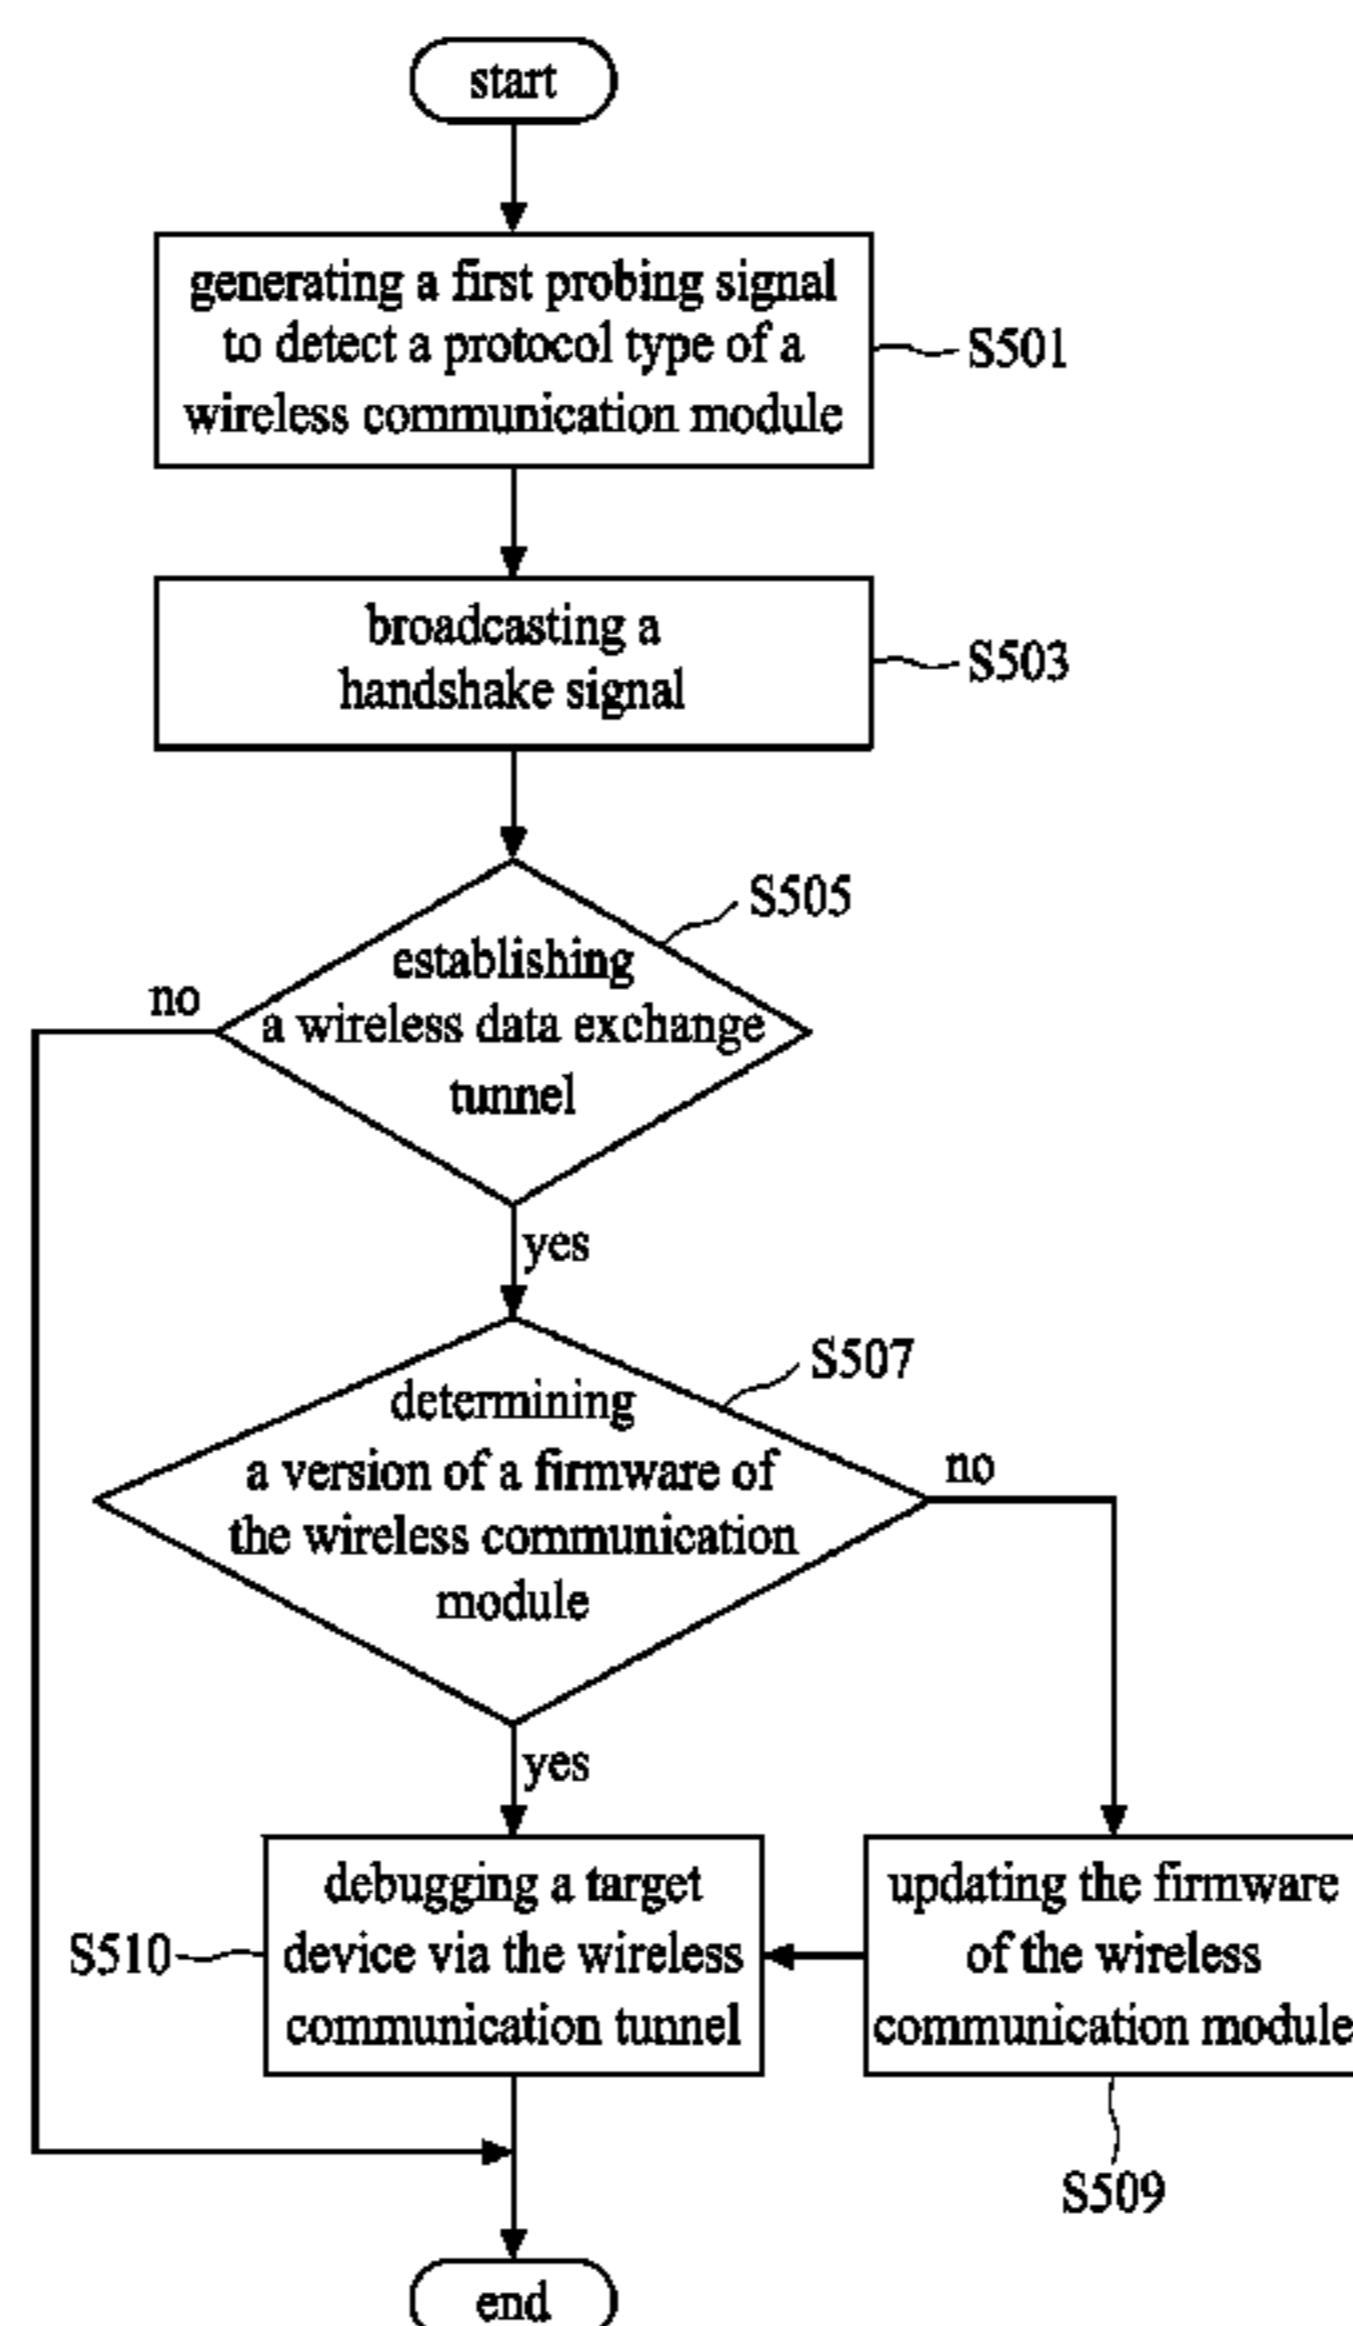 start
generating a first probing signal
to detect a protocol type of a
wireless communication module
S501
broadcasting a
handshake signal
S503
S505
establishing
a wireless data exchange
tunnel
no
yes
S507
determining
a version of a firmware of
the wireless communication
module
no
yes
debugging a target
device via the wireless
communication tunnel
S510
updating the firmware
of the wireless
communication module
S509
end